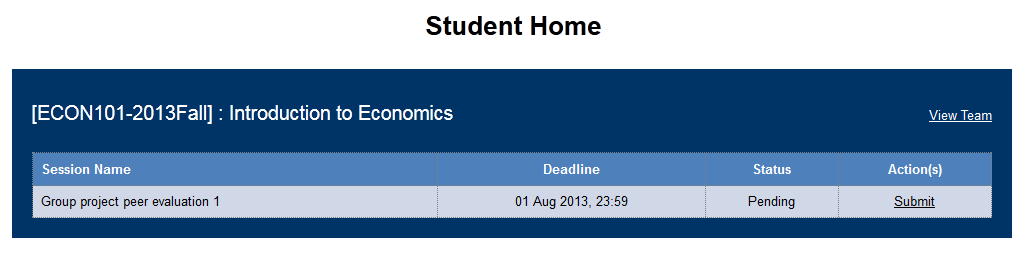 Student Home
[ECON101-2013Fall] : Introduction to Economics View Team
Session Name Deadline Status Action(s)
Group project peer evaluation 1 01 Aug 2013, 23:59 Pending Submit